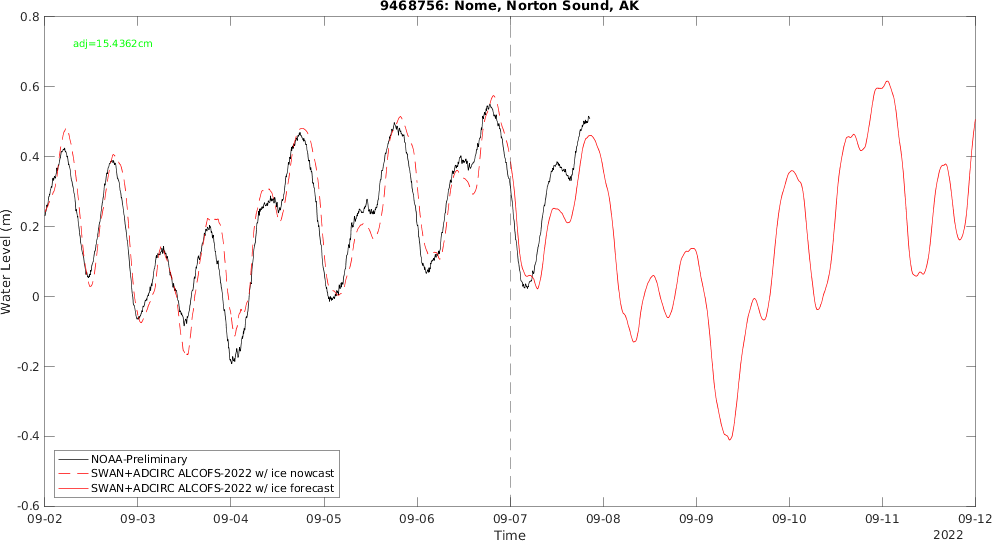 9468756: Nome, Norton Sound, AK
adj=15.4362cm
Water Level (m)
0.8
0.6
0.4
0.2
0
-0.2
-0.4
-0.6
NOAA-Preliminary
SWAN+ADCIRC ALCOFS-2022 w/ ice nowcast
SWAN+ADCIRC ALCOFS-2022 w/ ice forecast
09-02 09-03 09-04 09-05 09-06 09-07 09-08 09-09 09-10 09-11 09-12
Time
2022